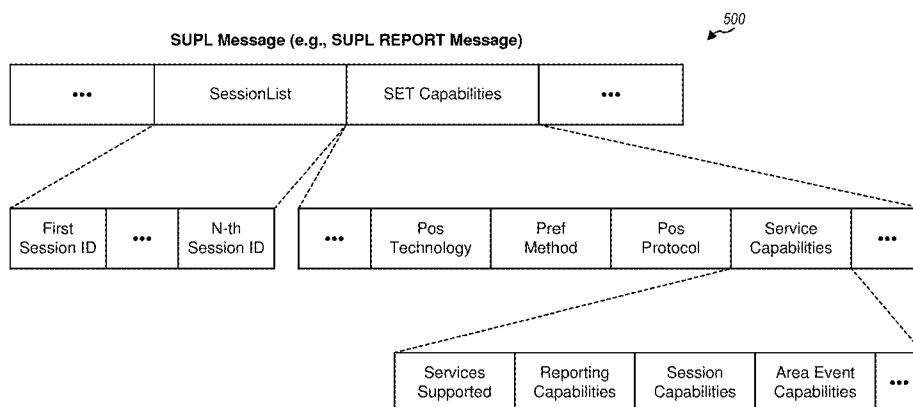 500
SUPL Message (e.g., SUPL REPORT Message)
••• SessionList SET Capabilities •••
First Session ID ••• N-th Session ID ••• Pos Technology Pref Method Pos Protocol Service Capabilities •••
Services Supported Reporting Capabilities Session Capabilities Area Event Capabilities •••